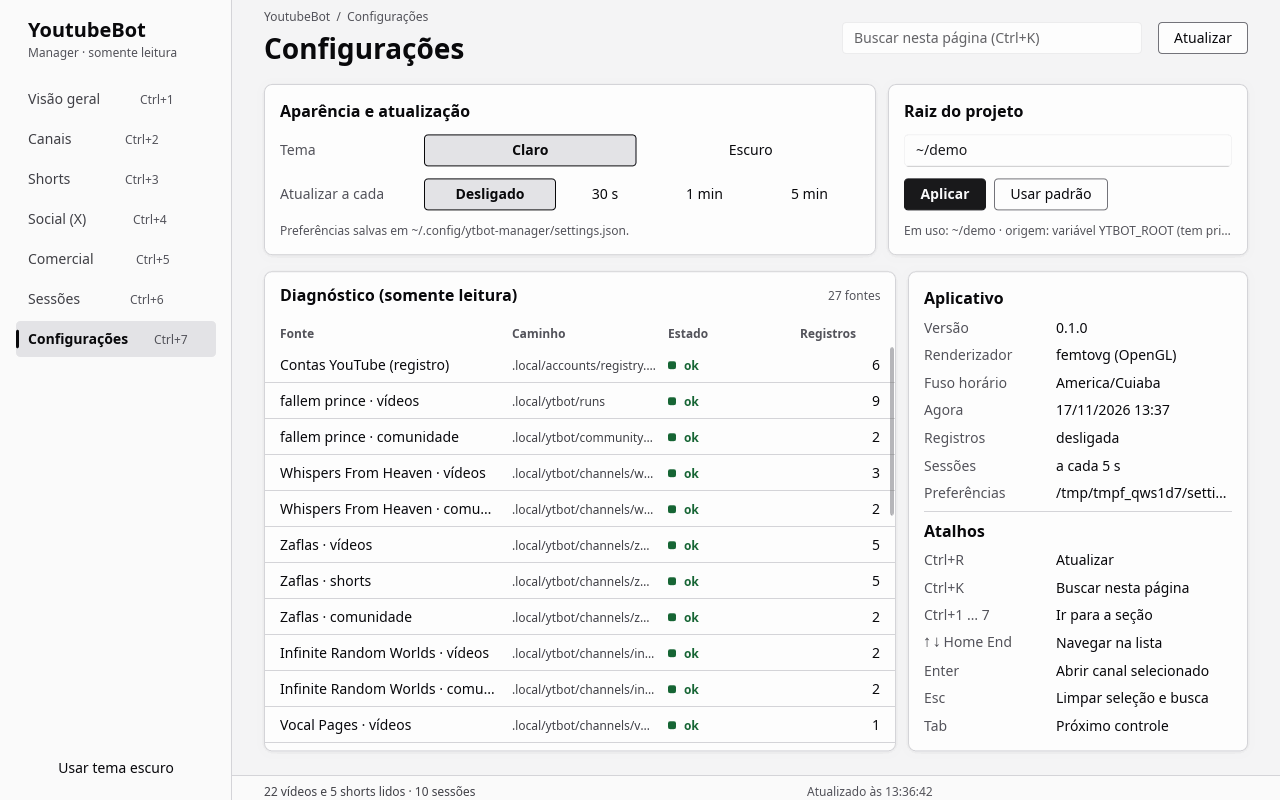 YoutubeBot
Manager · somente leitura
Visão geral Ctrl+1
Canais Ctrl+2
Shorts Ctrl+3
Social (X) Ctrl+4
Comercial Ctrl+5
Sessões Ctrl+6
Configurações Ctrl+7
Usar tema escuro
YoutubeBot / Configurações
Configurações
Buscar nesta página (Ctrl+K)
Atualizar
Aparência e atualização
Tema Claro Escuro
Atualizar a cada Desligado 30 s 1 min 5 min
Preferências salvas em ~/.config/ytbot-manager/settings.json.
Raiz do projeto
~/demo
Aplicar Usar padrão
Em uso: ~/demo · origem: variável YTBOT_ROOT (tem pri…
Diagnóstico (somente leitura) 27 fontes
Fonte Caminho Estado Registros
Contas YouTube (registro) .local/accounts/registry.… ok 6
fallem prince · vídeos .local/ytbot/runs ok 9
fallem prince · comunidade .local/ytbot/community… ok 2
Whispers From Heaven · vídeos .local/ytbot/channels/w… ok 3
Whispers From Heaven · comu… .local/ytbot/channels/w… ok 2
Zaflas · vídeos .local/ytbot/channels/z… ok 5
Zaflas · shorts .local/ytbot/channels/z… ok 5
Zaflas · comunidade .local/ytbot/channels/z… ok 2
Infinite Random Worlds · vídeos .local/ytbot/channels/in… ok 2
Infinite Random Worlds · comu… .local/ytbot/channels/in… ok 2
Vocal Pages · vídeos .local/ytbot/channels/v… ok 1
Aplicativo
Versão 0.1.0
Renderizador femtovg (OpenGL)
Fuso horário America/Cuiaba
Agora 17/11/2026 13:37
Registros desligada
Sessões a cada 5 s
Preferências /tmp/tmpf_qws1d7/setti…
Atalhos
Ctrl+R Atualizar
Ctrl+K Buscar nesta página
Ctrl+1 … 7 Ir para a seção
↑ ↓ Home End Navegar na lista
Enter Abrir canal selecionado
Esc Limpar seleção e busca
Tab Próximo controle
22 vídeos e 5 shorts lidos · 10 sessões Atualizado às 13:36:42